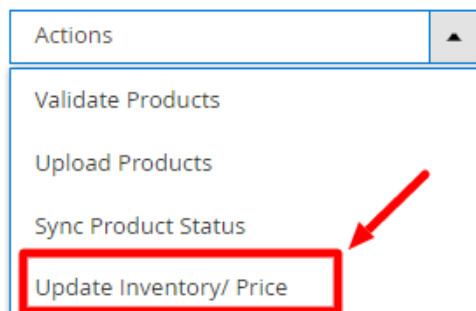 Actions
Validate Products
Upload Products
Sync Product Status
Update Inventory/ Price